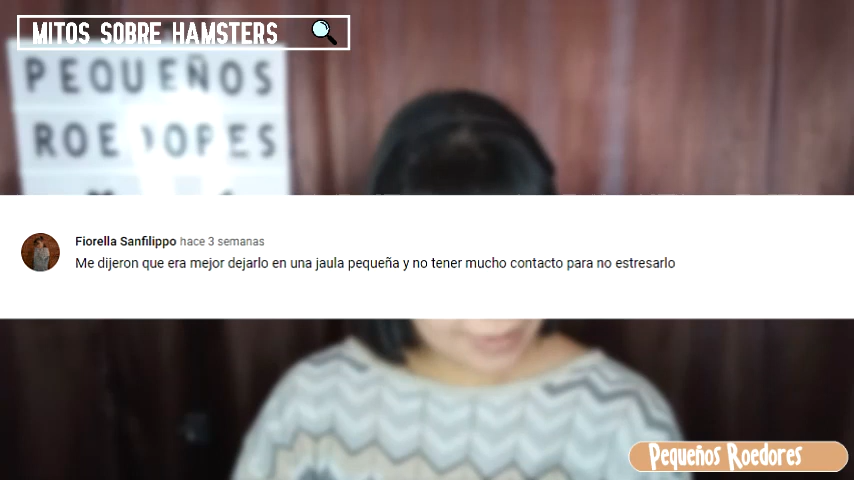 MITOS SOBRE HAMSTERS
PEQUEÑOS
ROEDORES
Fiorella Sanfilippo hace 3 semanas
Me dijeron que era mejor dejarlo en una jaula pequeña y no tener mucho contacto para no estresarlo
Pequeños Roedores